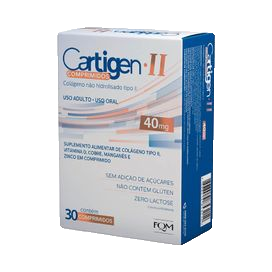 Cartigen·II
COMPRIMIDOS
Colágeno não hidrolisado tipo II
USO ADULTO - USO ORAL
40mg
SUPLEMENTO ALIMENTAR DE COLÁGENO TIPO II,
VITAMINA D, COBRE, MANGANÊS E
ZINCO EM COMPRIMIDO
SEM ADIÇÃO DE AÇÚCARES
NÃO CONTÉM GLÚTEN
ZERO LACTOSE
contém
30 COMPRIMIDOS
FQM